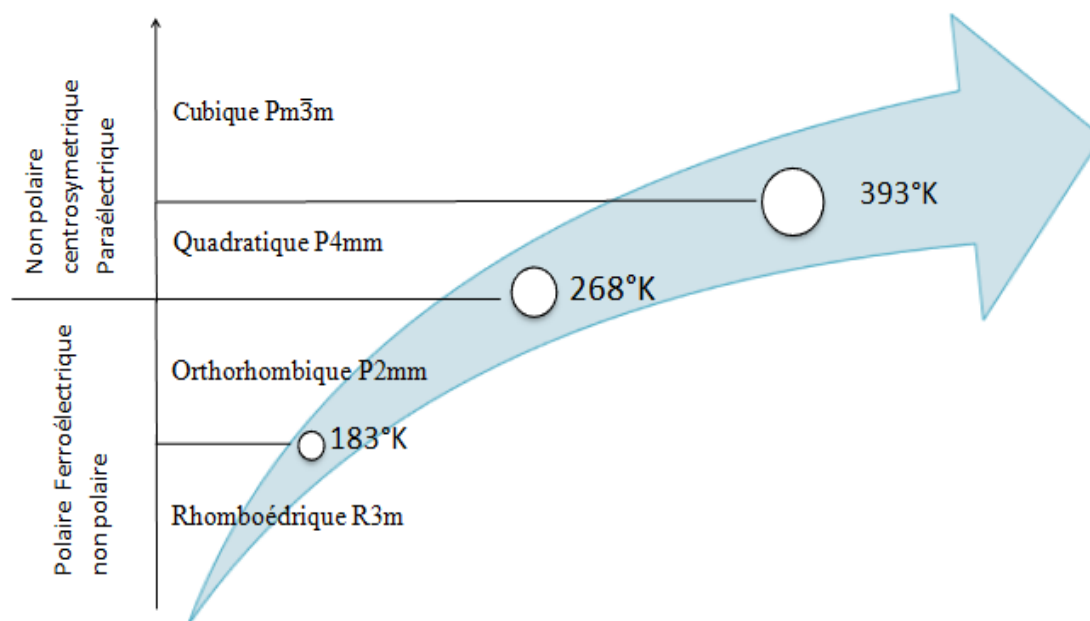 Non polaire
centrosymetrique
Paraélectrique
Cubique Pm3̅m
393°K
Quadratique P4mm
268°K
Polaire Ferroélectrique
non polaire
Orthorhombique P2mm
183°K
Rhomboédrique R3m